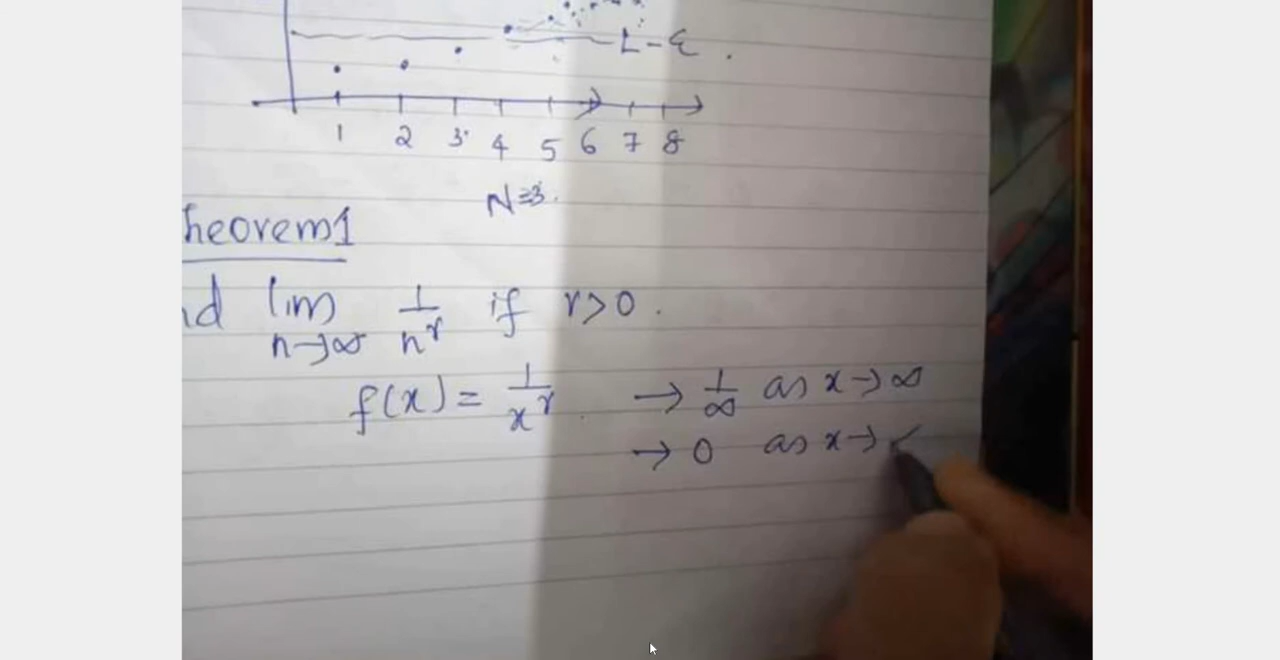 L-ε.
1 2 3 4 5 6 7 8
N=3.
heorem1
nd lim n→∞ 1/n^r if r>0.
f(x) = 1/x^r. → 1/∞ as x→∞
→ 0 as x→